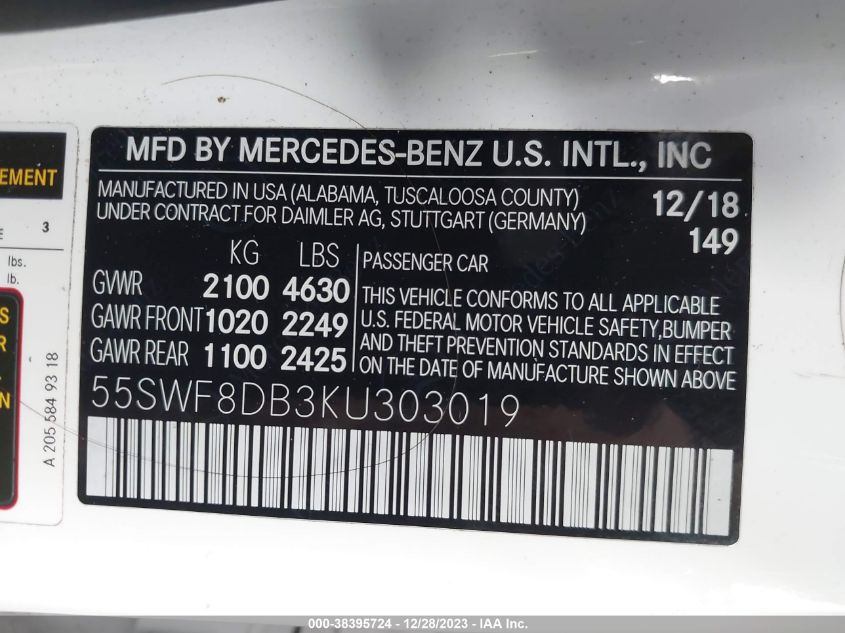 MFD BY MERCEDES-BENZ U.S. INTL., INC
MANUFACTURED IN USA (ALABAMA, TUSCALOOSA COUNTY)
UNDER CONTRACT FOR DAIMLER AG, STUTTGART (GERMANY)
12/18
149
KG LBS
GVWR 2100 4630
GAWR FRONT 1020 2249
GAWR REAR 1100 2425
PASSENGER CAR
THIS VEHICLE CONFORMS TO ALL APPLICABLE
U.S. FEDERAL MOTOR VEHICLE SAFETY,BUMPER
AND THEFT PREVENTION STANDARDS IN EFFECT
ON THE DATE OF MANUFACTURE SHOWN ABOVE
55SWF8DB3KU303019
EMENT
E 3
lbs.
lb.
S
R
N
A 205 584 93 18
000-38395724 - 12/28/2023 - IAA Inc.